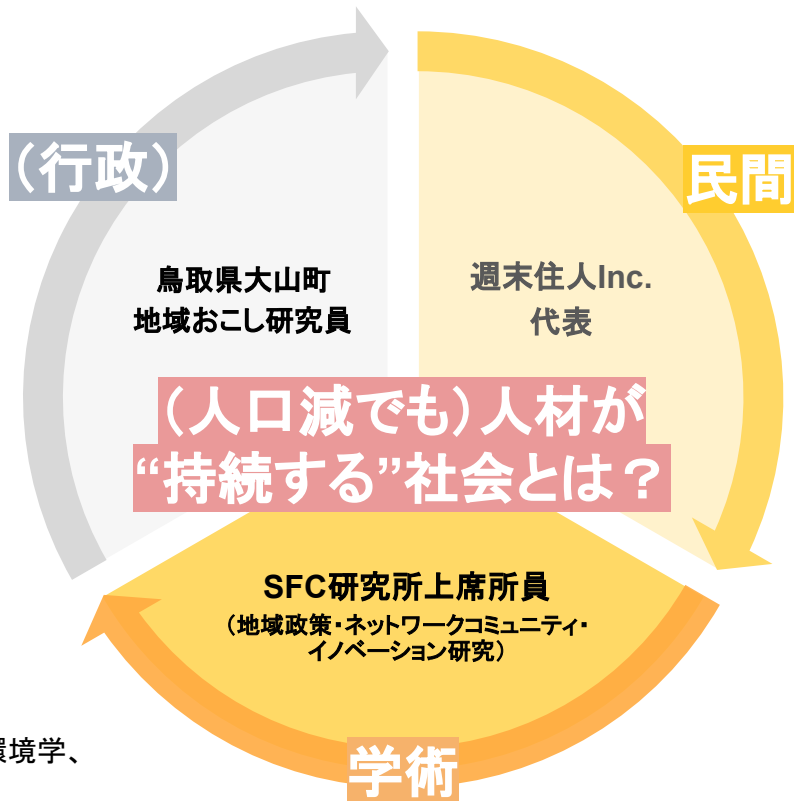 （行政）
民間
鳥取県大山町
地域おこし研究員
週末住人Inc.
代表
（人口減でも）人材が
“持続する”社会とは？
SFC研究所上席所員
（地域政策・ネットワークコミュニティ・
イノベーション研究）
環境学、
学術